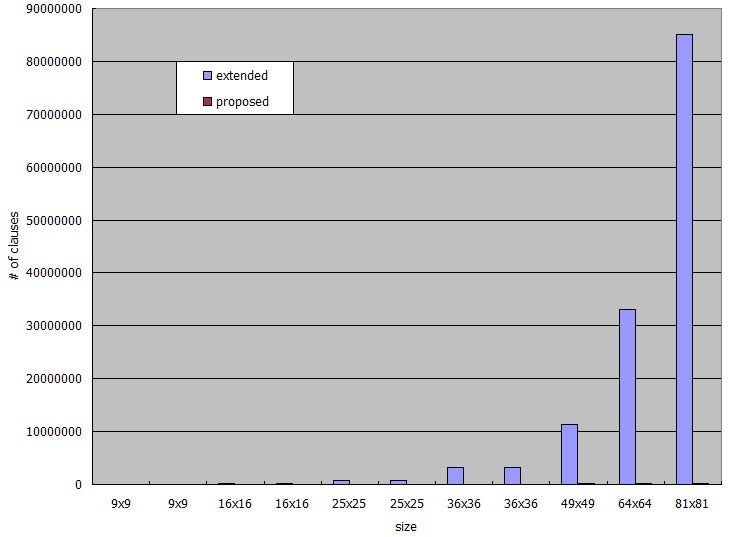 90000000
80000000
70000000
60000000
50000000
40000000
30000000
20000000
10000000
0
# of clauses
extended
proposed
9x9 9x9 16x16 16x16 25x25 25x25 36x36 36x36 49x49 64x64 81x81
size